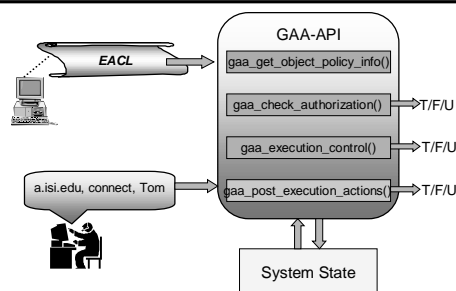 GAA-API
EACL
gaa_get_object_policy_info()
gaa_check_authorization()
T/F/U
gaa_execution_control()
T/F/U
a.isi.edu, connect, Tom
gaa_post_execution_actions()
T/F/U
System State